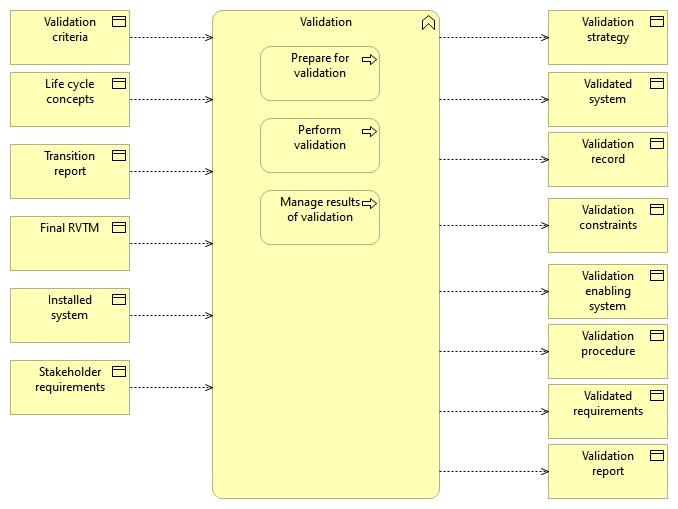 Validation
criteria
Life cycle
concepts
Transition
report
Final RVTM
Installed
system
Stakeholder
requirements
Validation
Prepare for
validation
Perform
validation
Manage results
of validation
Validation
strategy
Validated
system
Validation
record
Validation
constraints
Validation
enabling
system
Validation
procedure
Validated
requirements
Validation
report